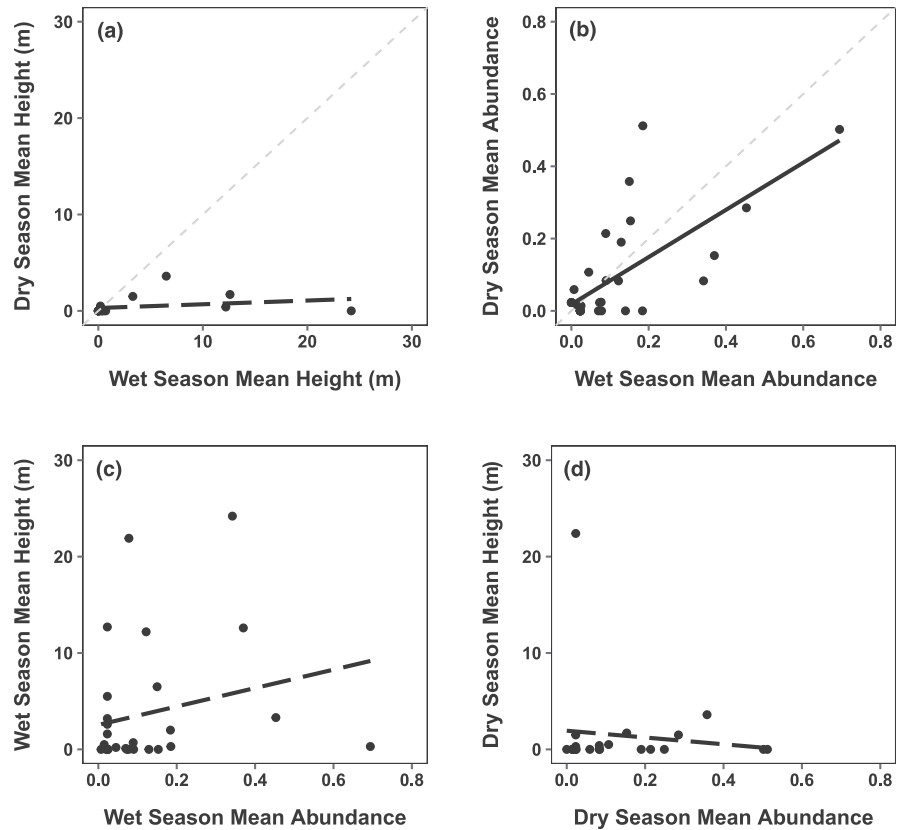 (a)
Dry Season Mean Height (m)
30
20
10
0
0 10 20 30
Wet Season Mean Height (m)
(b)
Dry Season Mean Abundance
0.8
0.6
0.4
0.2
0.0
0.0 0.2 0.4 0.6 0.8
Wet Season Mean Abundance
(c)
Wet Season Mean Height (m)
30
20
10
0
0.0 0.2 0.4 0.6 0.8
Wet Season Mean Abundance
(d)
Dry Season Mean Height (m)
30
20
10
0
0.0 0.2 0.4 0.6 0.8
Dry Season Mean Abundance